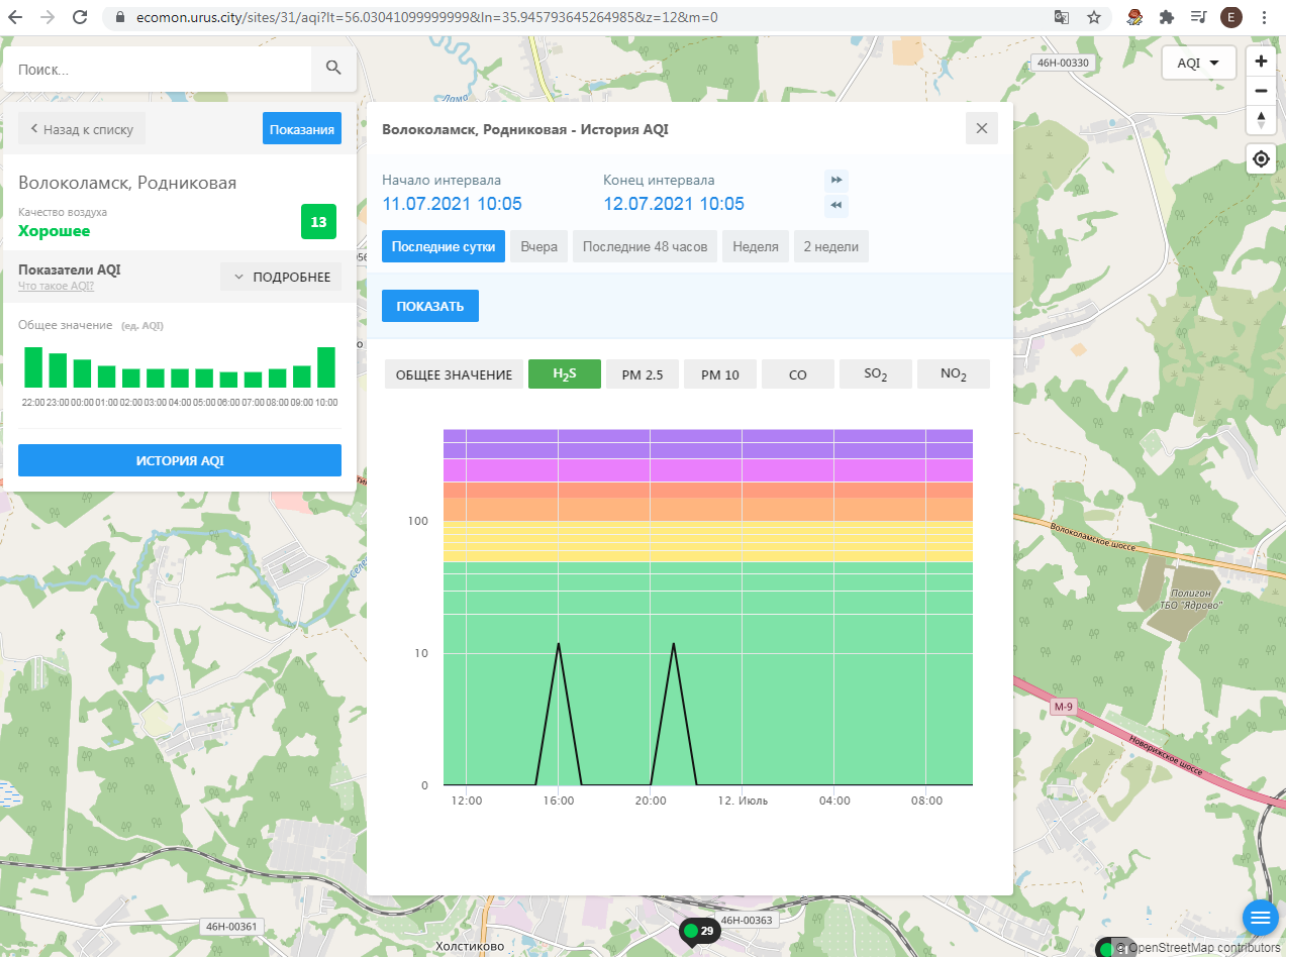 ecomon.urus.city/sites/31/aqi?lt=56.03041099999999&ln=35.945793645264985&z=12&m=0
E
Поиск...
46Н-00330
AQI
Лама
Назад к списку
Показания
Волоколамск, Родниковая - История AQI
Волоколамск, Родниковая
Качество воздуха
Хорошее
13
Начало интервала
Конец интервала
11.07.2021 10:05
12.07.2021 10:05
Последние сутки
Вчера
Последние 48 часов
Неделя
2 недели
Показатели AQI
Что такое AQI?
ПОДРОБНЕЕ
ПОКАЗАТЬ
Общее значение (ед. AQI)
22:00 23:00 00:00 01:00 02:00 03:00 04:00 05:00 06:00 07:00 08:00 09:00 10:00
ИСТОРИЯ AQI
ОБЩЕЕ ЗНАЧЕНИЕ
H2S
PM 2.5
PM 10
CO
SO2
NO2
100
10
0
12:00
16:00
20:00
12. Июль
04:00
08:00
Волоколамское шоссе
Полигон
ТБО "Ядрово"
М-9
Новорижское шоссе
46Н-00361
46Н-00363
29
Холстиково
© OpenStreetMap contributors